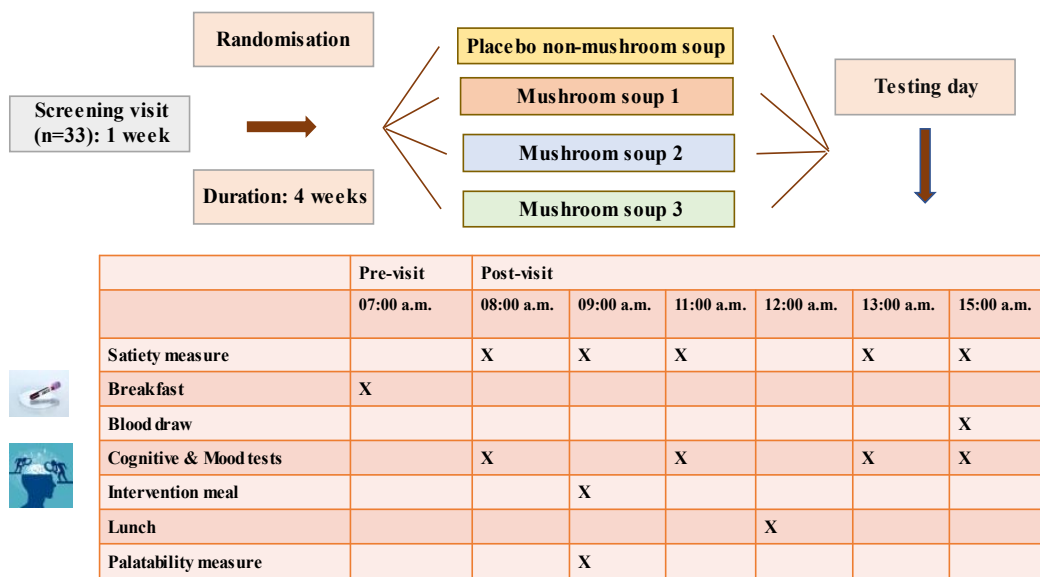 Randomisation
Placebo non-mushroom soup
Mushroom soup 1
Testing day
Screening visit
(n=33): 1 week
Mushroom soup 2
Duration: 4 weeks
Mushroom soup 3
Pre-visit Post-visit
07:00 a.m. 08:00 a.m. 09:00 a.m. 11:00 a.m. 12:00 a.m. 13:00 a.m. 15:00 a.m.
Satiety measure X X X X X
Breakfast X
Blood draw X
Cognitive & Mood tests X X X X
Intervention meal X
Lunch X
Palatability measure X